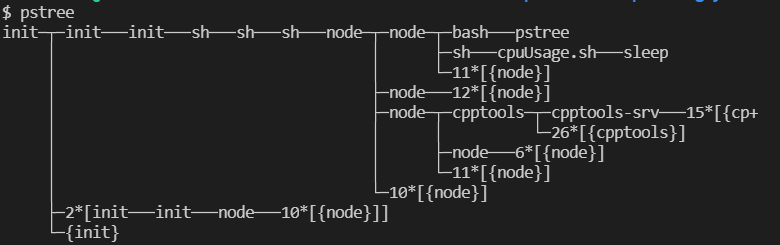 $ pstree
init─┬─init───init───sh───sh───sh───node─┬─node─┬─bash───pstree
     │                                   │      ├─sh───cpuUsage.sh───sleep
     │                                   │      └─11*[{node}]
     │                                   ├─node───12*[{node}]
     │                                   ├─node─┬─cpptools─┬─cpptools-srv───15*[{cp+
     │                                   │      │          └─26*[{cpptools}]
     │                                   │      ├─node───6*[{node}]
     │                                   │      └─11*[{node}]
     │                                   └─10*[{node}]
     ├─2*[init───init───node───10*[{node}]]
     └─{init}